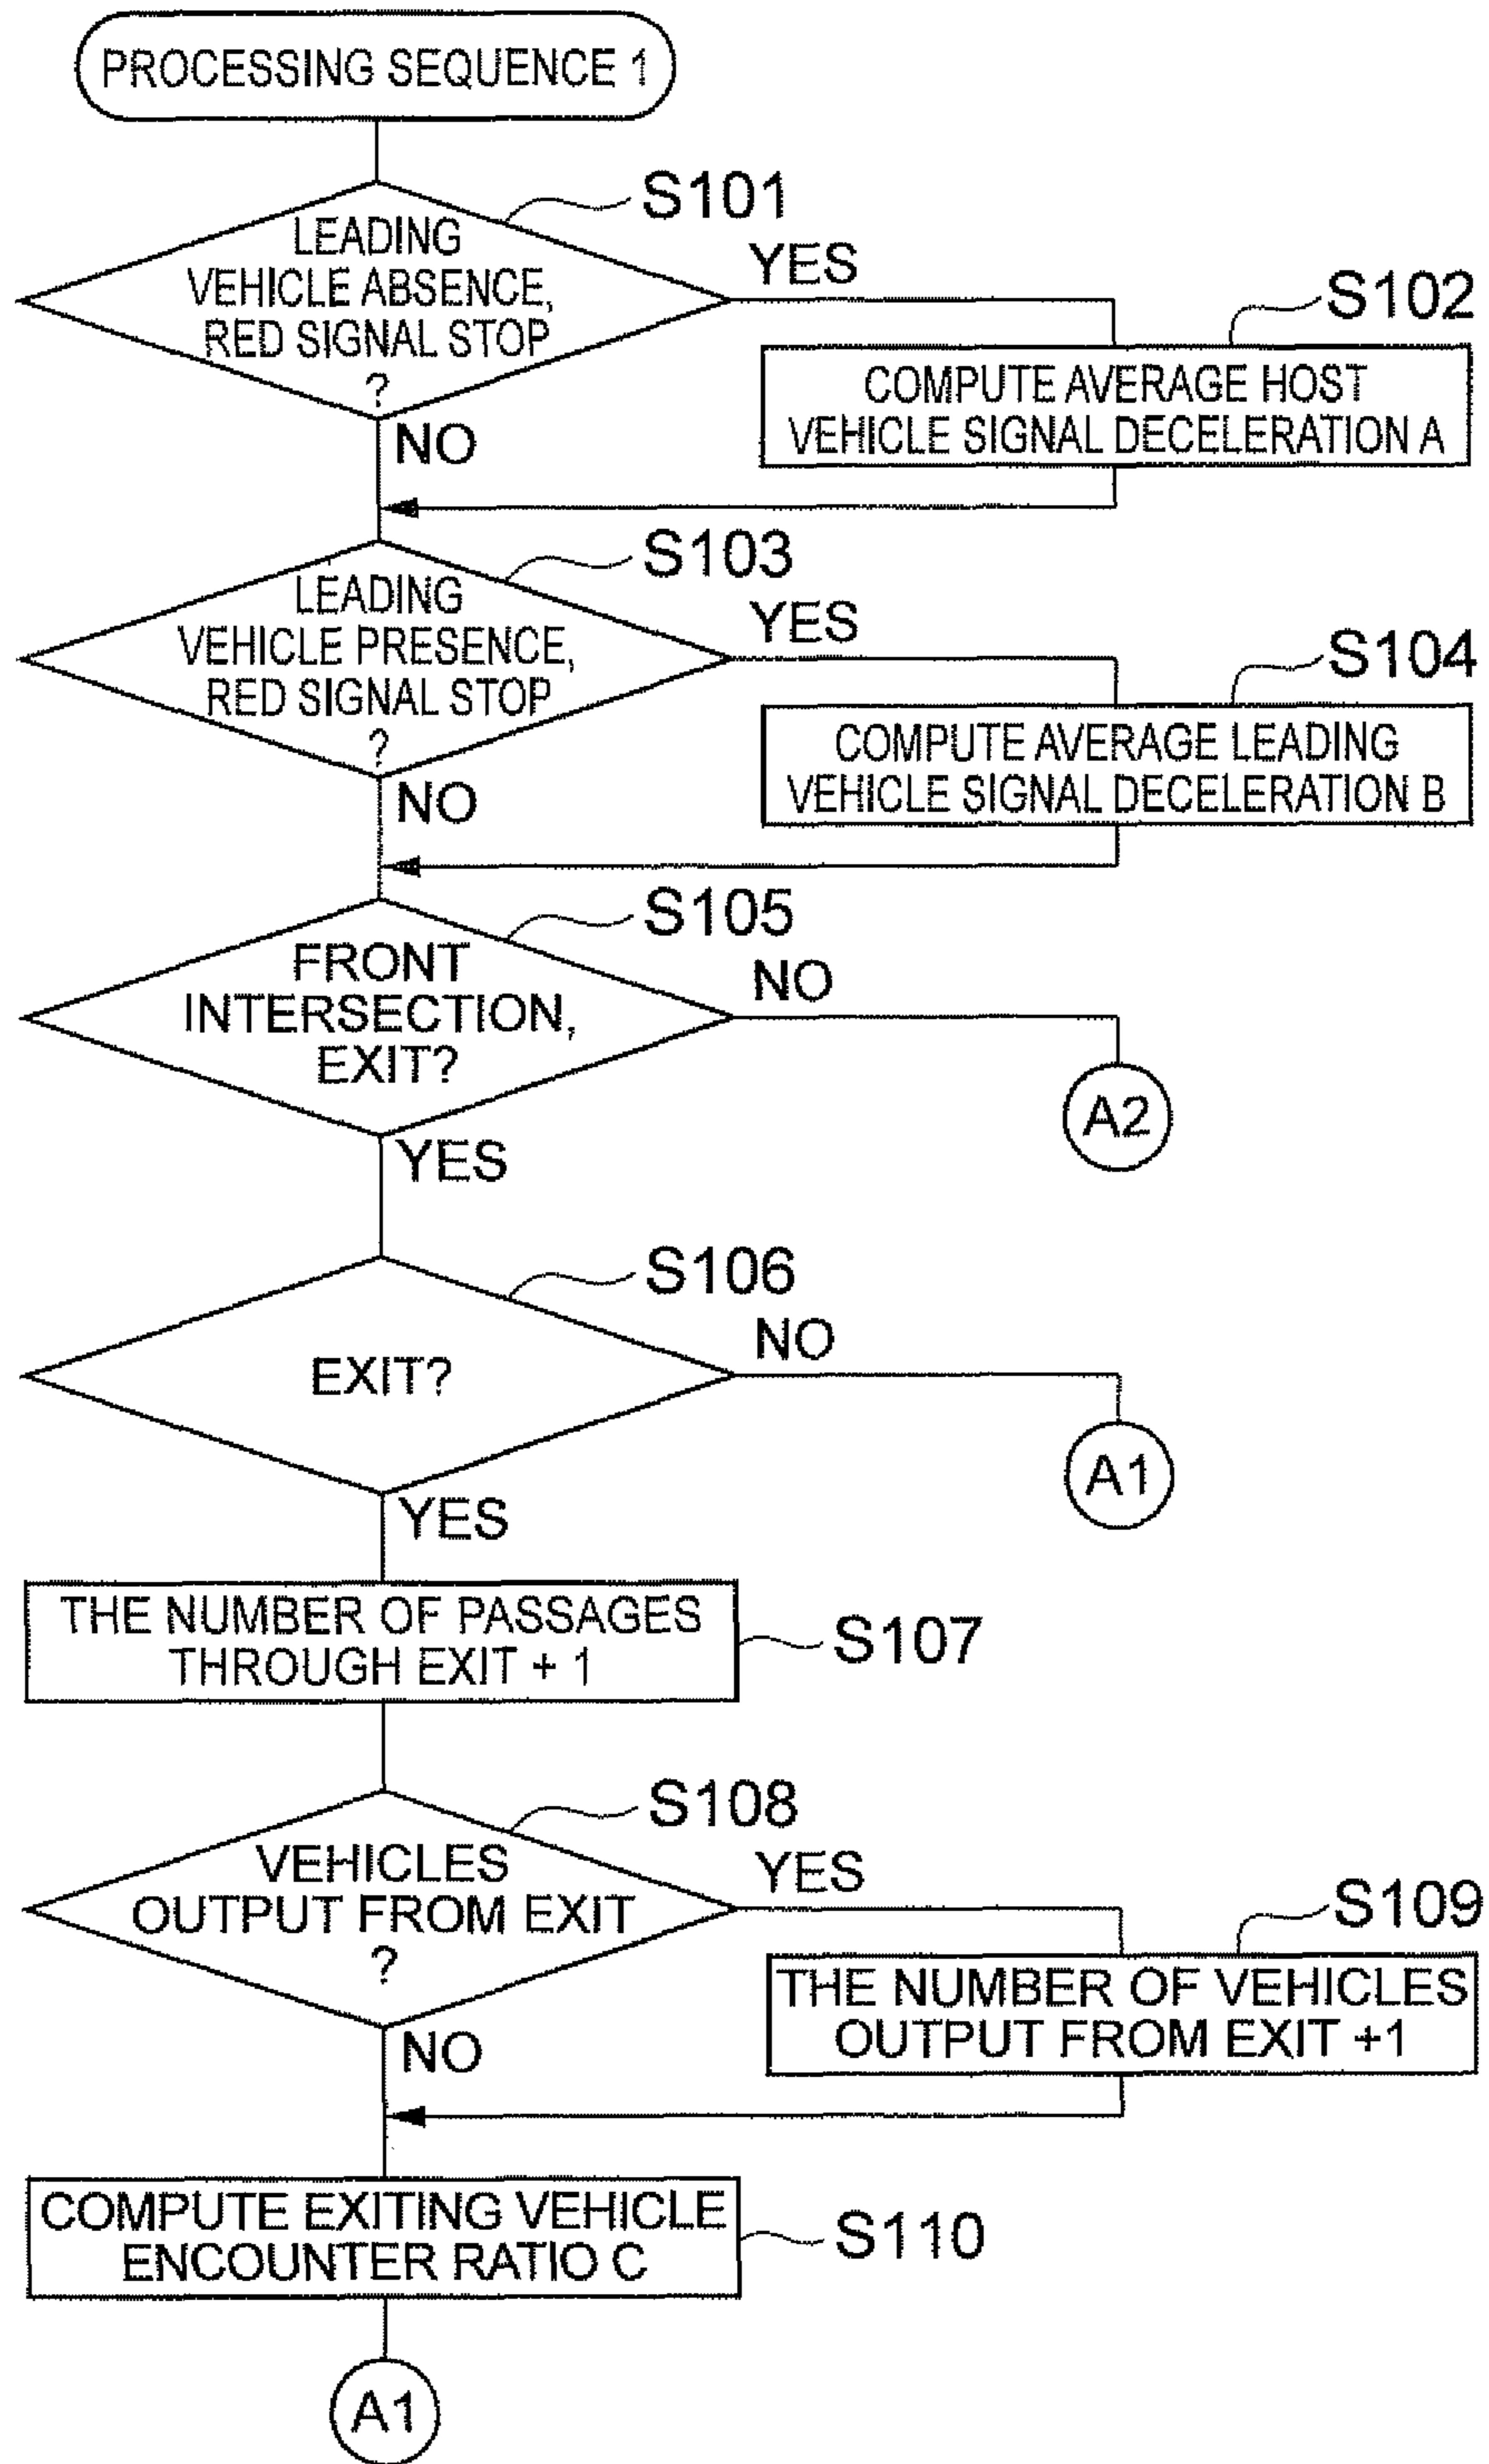 PROCESSING SEQUENCE 1
S101
LEADING
VEHICLE ABSENCE,
RED SIGNAL STOP
?
YES
NO
S102
COMPUTE AVERAGE HOST
VEHICLE SIGNAL DECELERATION A
S103
LEADING
VEHICLE PRESENCE,
RED SIGNAL STOP
?
YES
NO
S104
COMPUTE AVERAGE LEADING
VEHICLE SIGNAL DECELERATION B
S105
FRONT
INTERSECTION,
EXIT?
NO
A2
YES
S106
EXIT?
NO
A1
YES
THE NUMBER OF PASSAGES
THROUGH EXIT + 1
S107
S108
VEHICLES
OUTPUT FROM EXIT
?
YES
NO
S109
THE NUMBER OF VEHICLES
OUTPUT FROM EXIT +1
COMPUTE EXITING VEHICLE
ENCOUNTER RATIO C
S110
A1